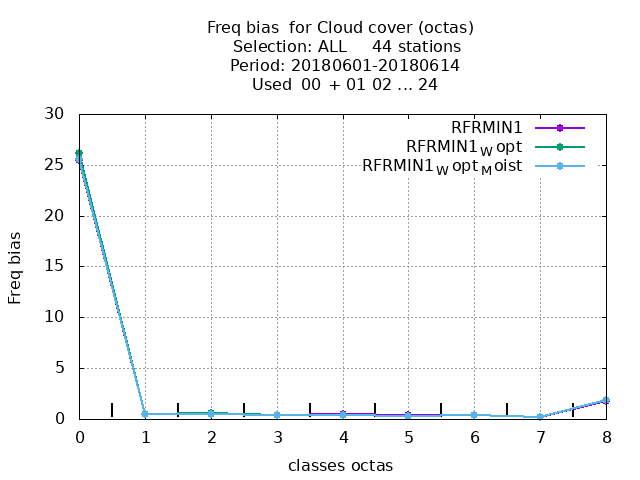 Freq bias for Cloud cover (octas)
Selection: ALL 44 stations
Period: 20180601-20180614
Used 00 + 01 02 ... 24
RFRMIN1
RFRMIN1Wopt
RFRMIN1WoptMoist
30
25
20
15
10
5
0
Freq bias
0 1 2 3 4 5 6 7 8
classes octas